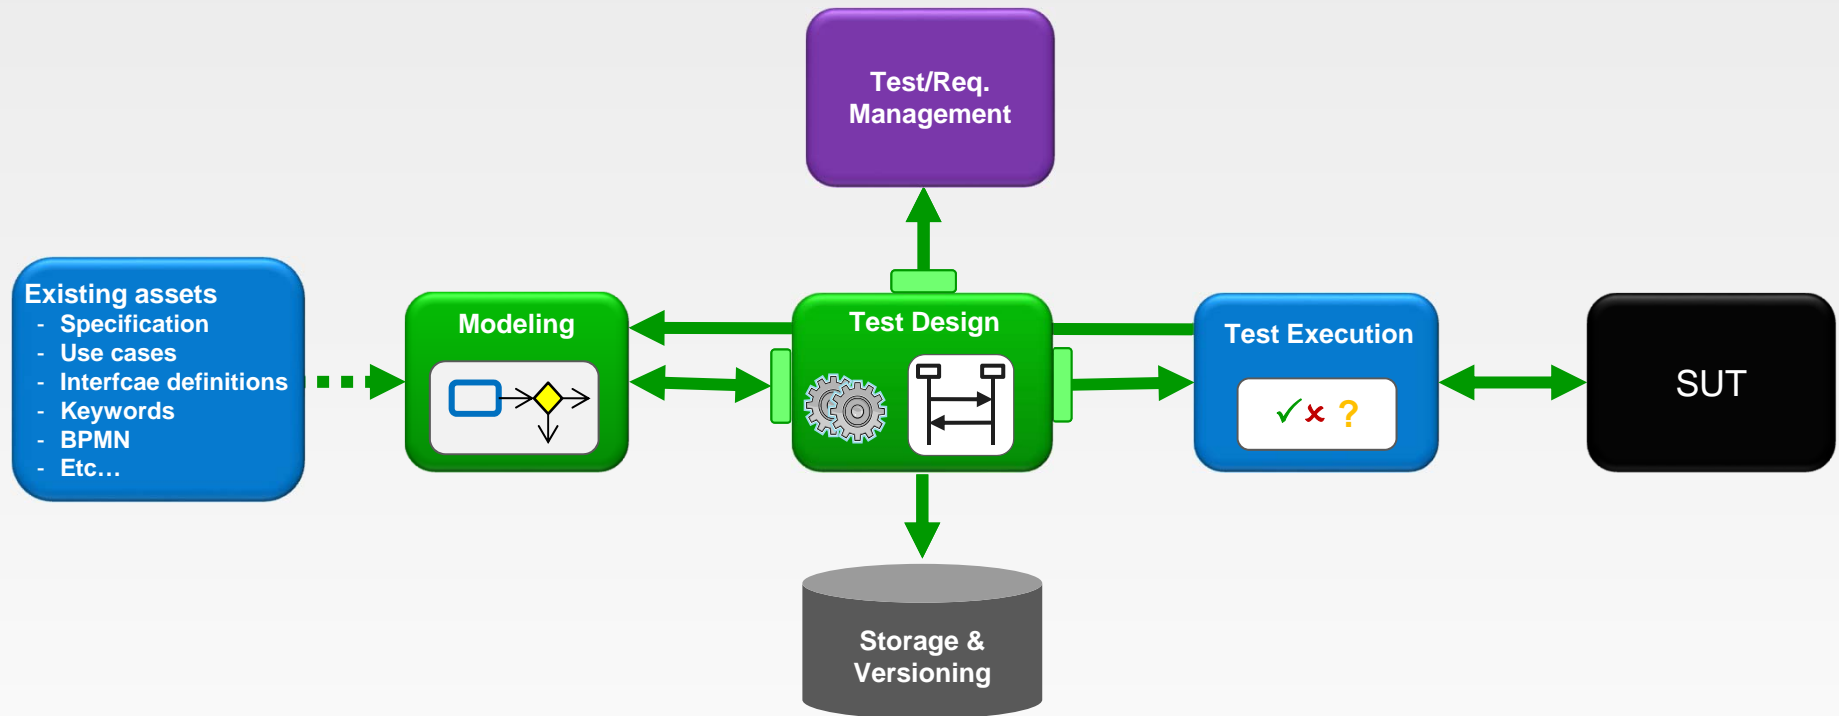 Test/Req.
Management
Existing assets
- Specification
- Use cases
- Interfcae definitions
- Keywords
- BPMN
- Etc…
Modeling
Test Design
Test Execution
✓ × ?
SUT
Storage &
Versioning